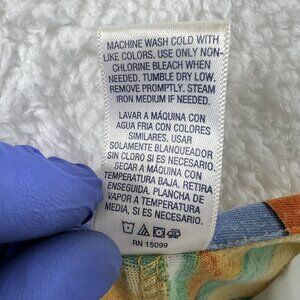 MACHINE WASH COLD WITH
LIKE COLORS. USE ONLY NON-
CHLORINE BLEACH WHEN
NEEDED. TUMBLE DRY LOW.
REMOVE PROMPTLY. STEAM
IRON MEDIUM IF NEEDED.
LAVAR A MÁQUINA CON
AGUA FRIA CON COLORES
SIMILARES. USAR
SOLAMENTE BLANQUEADOR
SIN CLORO SI ES NECESARIO.
SECAR A MÁQUINA CON
TEMPERATURA BAJA. RETIRA
ENSEGUIDA. PLANCHA DE
VAPOR A TEMPERATURA
MEDIA, SI ES NECESARIO.
RN 15099